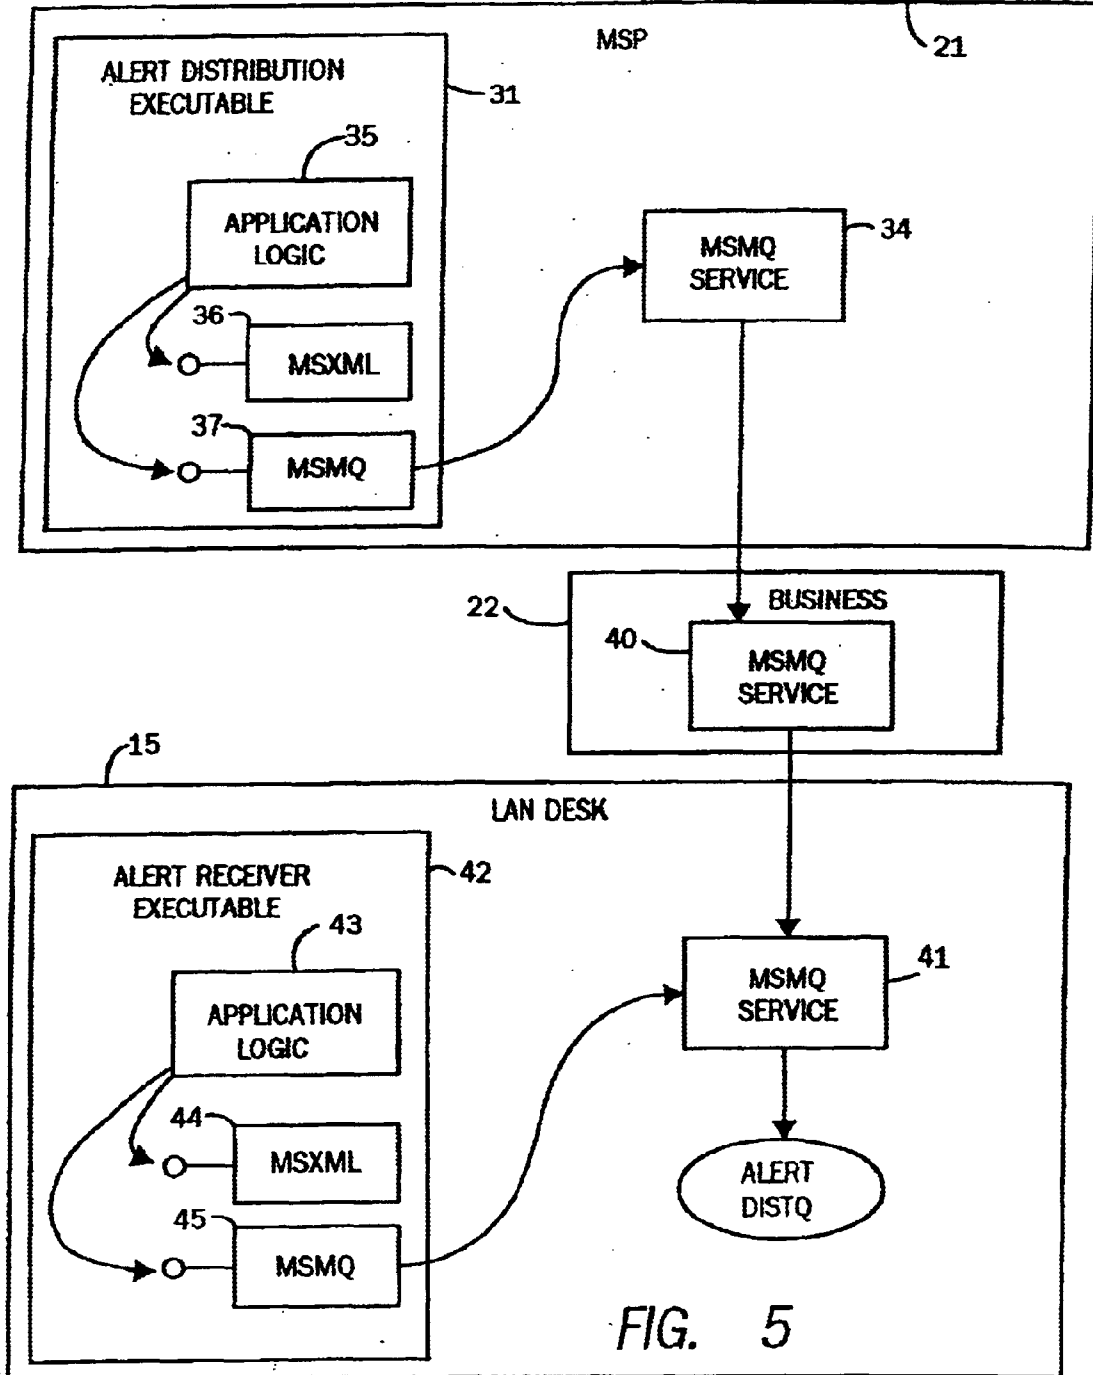 MSP
21
ALERT DISTRIBUTION
EXECUTABLE
31
35
APPLICATION
LOGIC
34
MSMQ
SERVICE
36
MSXML
37
MSMQ
22
BUSINESS
40
MSMQ
SERVICE
15
LAN DESK
ALERT RECEIVER
EXECUTABLE
42
43
APPLICATION
LOGIC
41
MSMQ
SERVICE
44
MSXML
45
MSMQ
ALERT
DISTQ
FIG. 5